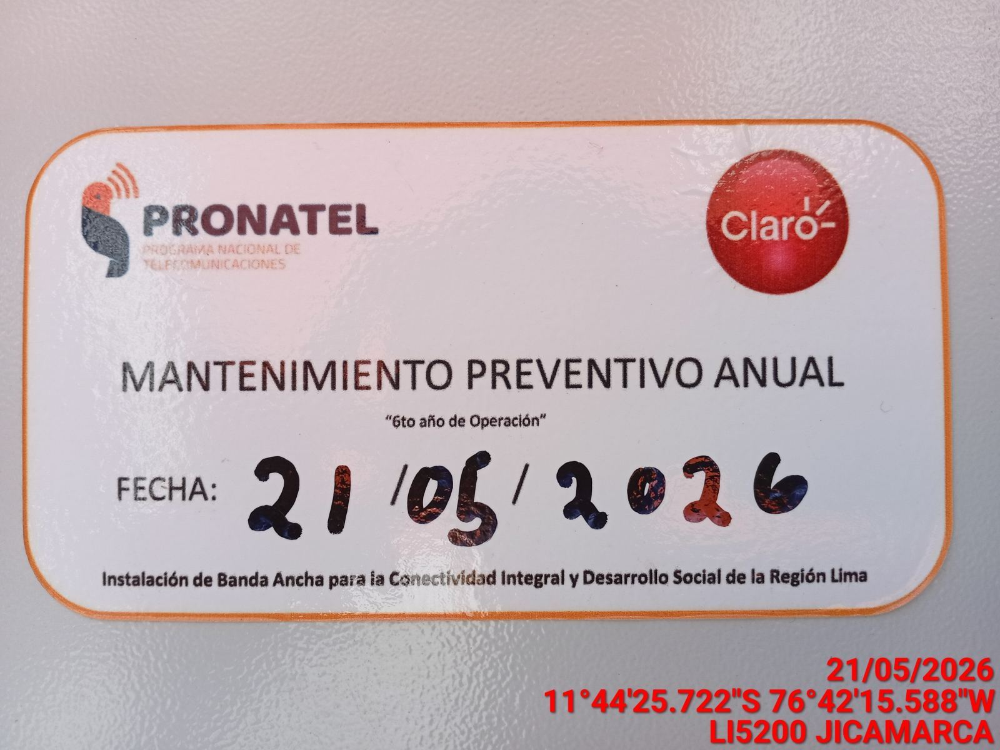 PRONATEL
PROGRAMA NACIONAL DE
TELECOMUNICACIONES
Claro
MANTENIMIENTO PREVENTIVO ANUAL
“6to año de Operación”
FECHA: 21 / 05 / 2026
Instalación de Banda Ancha para la Conectividad Integral y Desarrollo Social de la Región Lima
21/05/2026
11°44'25.722"S 76°42'15.588"W
LI5200 JICAMARCA